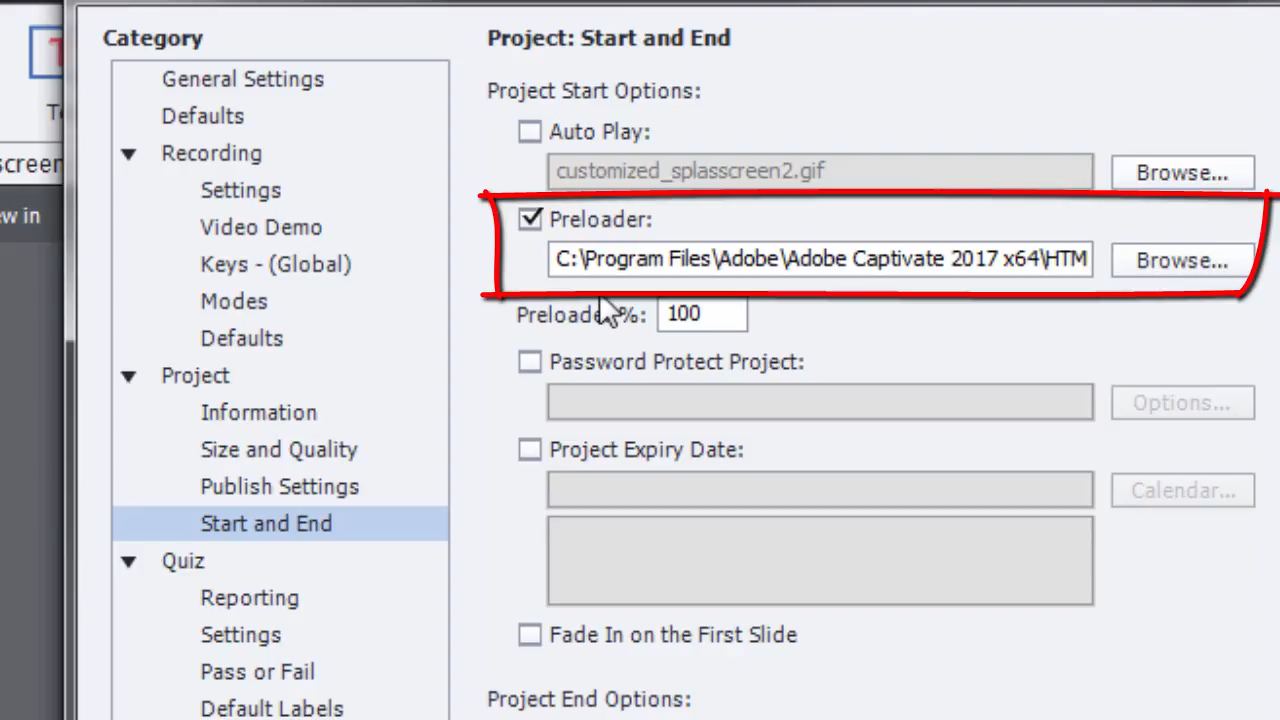 Category
General Settings
Defaults
Recording
Settings
Video Demo
Keys - (Global)
Modes
Defaults
Project
Information
Size and Quality
Publish Settings
Start and End
Quiz
Reporting
Settings
Pass or Fail
Default Labels
Project: Start and End
Project Start Options:
Auto Play:
customized_splasscreen2.gif
Browse...
Preloader:
C:\Program Files\Adobe\Adobe Captivate 2017 x64\HTM
Browse...
Preloader %: 100
Password Protect Project:
Options...
Project Expiry Date:
Calendar...
Fade In on the First Slide
Project End Options: